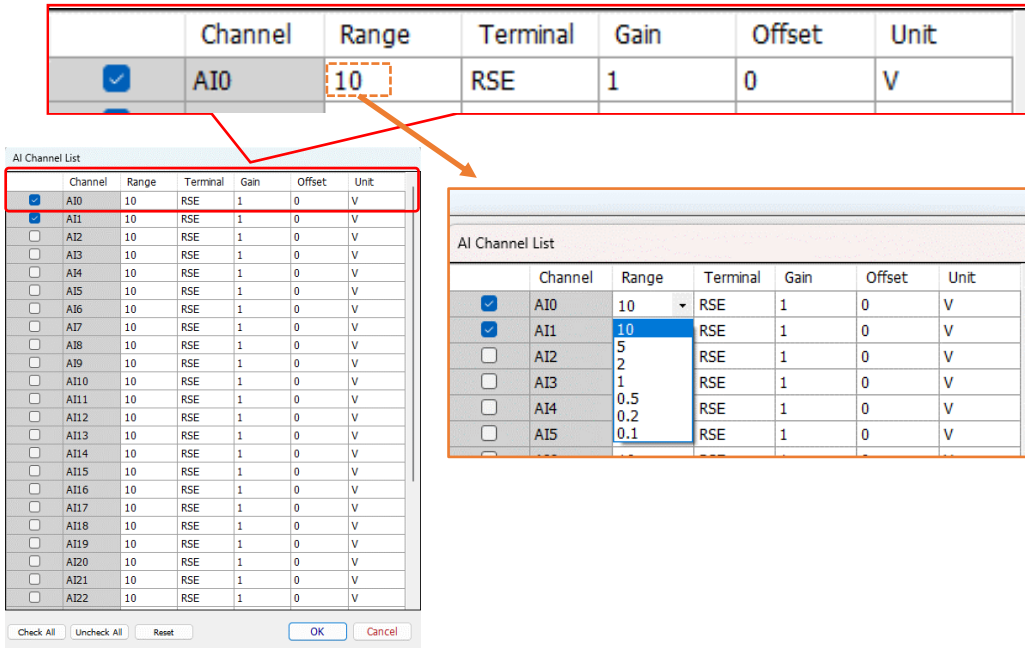 Channel Range Terminal Gain Offset Unit
AI0 10 RSE 1 0 V
AI Channel List
Channel Range Terminal Gain Offset Unit
AI0 10 RSE 1 0 V
AI1 10 RSE 1 0 V
AI2 10 RSE 1 0 V
AI3 10 RSE 1 0 V
AI4 10 RSE 1 0 V
AI5 10 RSE 1 0 V
AI6 10 RSE 1 0 V
AI7 10 RSE 1 0 V
AI8 10 RSE 1 0 V
AI9 10 RSE 1 0 V
AI10 10 RSE 1 0 V
AI11 10 RSE 1 0 V
AI12 10 RSE 1 0 V
AI13 10 RSE 1 0 V
AI14 10 RSE 1 0 V
AI15 10 RSE 1 0 V
AI16 10 RSE 1 0 V
AI17 10 RSE 1 0 V
AI18 10 RSE 1 0 V
AI19 10 RSE 1 0 V
AI20 10 RSE 1 0 V
AI21 10 RSE 1 0 V
AI22 10 RSE 1 0 V
Check All Uncheck All Reset OK Cancel
AI Channel List
Channel Range Terminal Gain Offset Unit
AI0 10 RSE 1 0 V
AI1 10 RSE 1 0 V
AI2 5 RSE 1 0 V
2
AI3 1 RSE 1 0 V
AI4 0.5 RSE 1 0 V
0.2
AI5 0.1 RSE 1 0 V